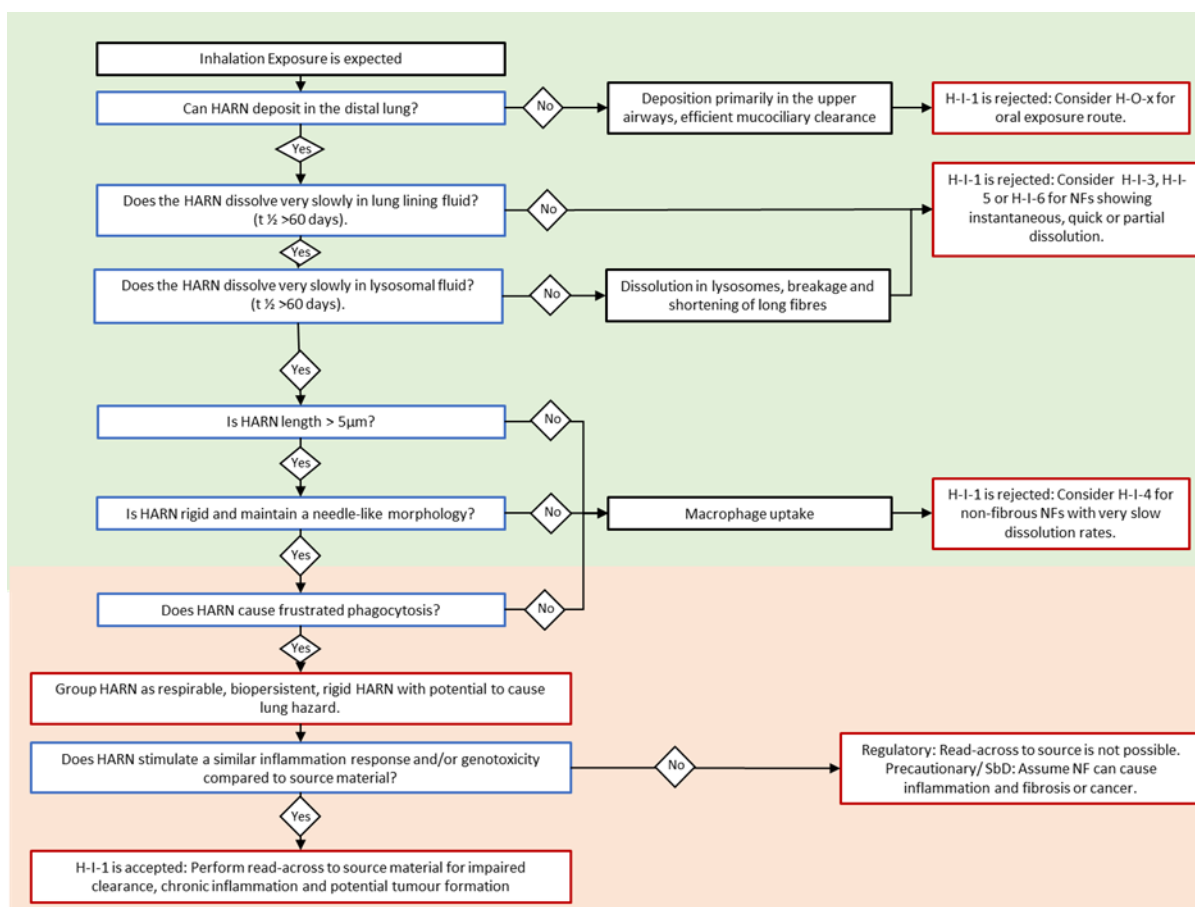 Inhalation Exposure is expected
Can HARN deposit in the distal lung?
No
Deposition primarily in the upper
airways, efficient mucociliary clearance
H-I-1 is rejected: Consider H-O-x for
oral exposure route.
Yes
Does the HARN dissolve very slowly in lung lining fluid?
(t ½ >60 days).
No
H-I-1 is rejected: Consider H-I-3, H-I-
5 or H-I-6 for NFs showing
instantaneous, quick or partial
dissolution.
Yes
Does the HARN dissolve very slowly in lysosomal fluid?
(t ½ >60 days).
No
Dissolution in lysosomes, breakage and
shortening of long fibres
Yes
Is HARN length > 5µm?
No
Yes
Is HARN rigid and maintain a needle-like morphology?
No
Macrophage uptake
H-I-1 is rejected: Consider H-I-4 for
non-fibrous NFs with very slow
dissolution rates.
Yes
Does HARN cause frustrated phagocytosis?
No
Yes
Group HARN as respirable, biopersistent, rigid HARN with potential to cause
lung hazard.
Does HARN stimulate a similar inflammation response and/or genotoxicity
compared to source material?
No
Regulatory: Read-across to source is not possible.
Precautionary/ SbD: Assume NF can cause
inflammation and fibrosis or cancer.
Yes
H-I-1 is accepted: Perform read-across to source material for impaired
clearance, chronic inflammation and potential tumour formation